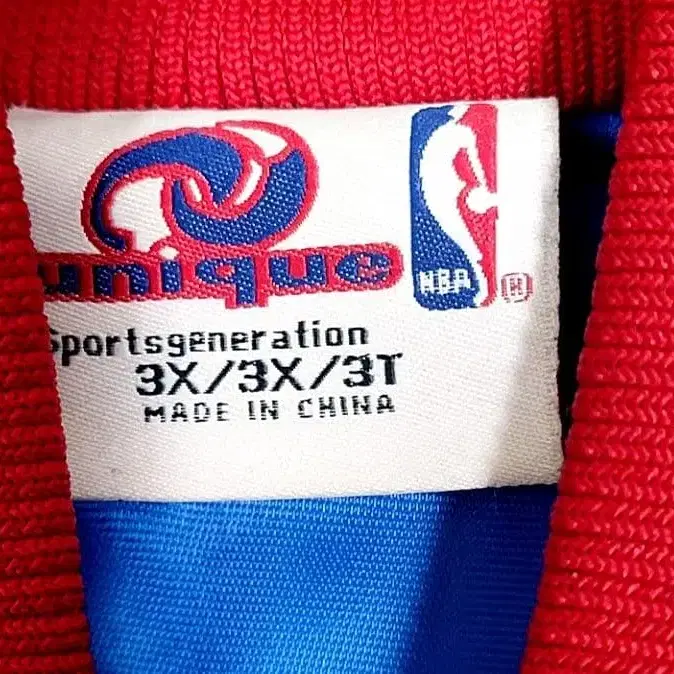 unique
NBA ®
Sportsgeneration
3X/3X/3T
MADE IN CHINA